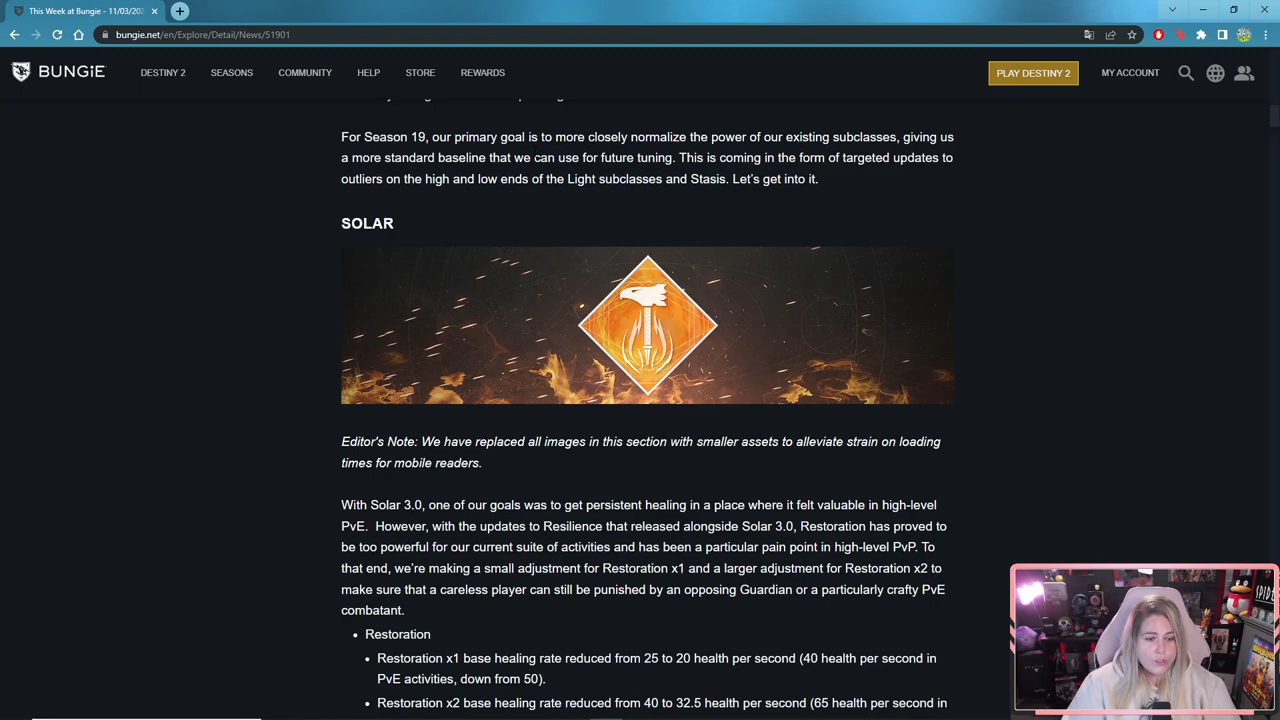 This Week at Bungie - 11/03/202
bungie.net/en/Explore/Detail/News/51901
BUNGIE DESTINY 2 SEASONS COMMUNITY HELP STORE REWARDS PLAY DESTINY 2 MY ACCOUNT
For Season 19, our primary goal is to more closely normalize the power of our existing subclasses, giving us
a more standard baseline that we can use for future tuning. This is coming in the form of targeted updates to
outliers on the high and low ends of the Light subclasses and Stasis. Let's get into it.
SOLAR
Editor's Note: We have replaced all images in this section with smaller assets to alleviate strain on loading
times for mobile readers.
With Solar 3.0, one of our goals was to get persistent healing in a place where it felt valuable in high-level
PvE. However, with the updates to Resilience that released alongside Solar 3.0, Restoration has proved to
be too powerful for our current suite of activities and has been a particular pain point in high-level PvP. To
that end, we're making a small adjustment for Restoration x1 and a larger adjustment for Restoration x2 to
make sure that a careless player can still be punished by an opposing Guardian or a particularly crafty PvE
combatant.
• Restoration
• Restoration x1 base healing rate reduced from 25 to 20 health per second (40 health per second in
PvE activities, down from 50).
• Restoration x2 base healing rate reduced from 40 to 32.5 health per second (65 health per second in